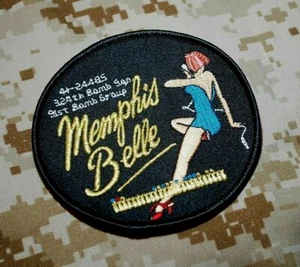 41-24485
324th Bomb Sqn
91st Bomb Group
Memphis
Belle